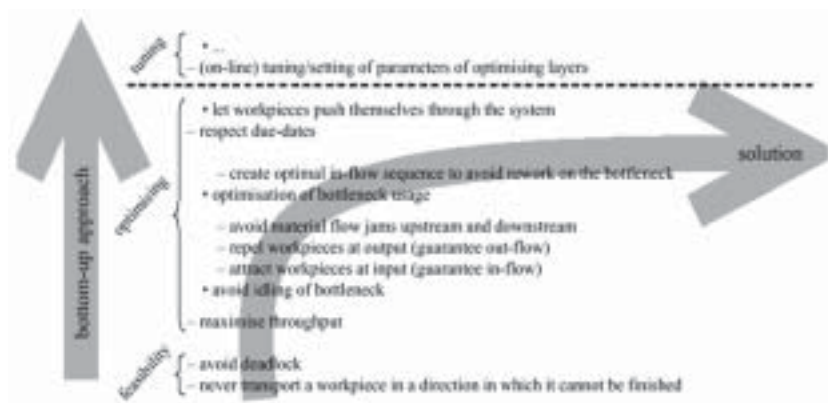 tuning
• ...
– (on-line) tuning/setting of parameters of optimising layers
• let workpieces push themselves through the system
– respect due-dates
solution
– create optimal in-flow sequence to avoid rework on the bottleneck
• optimisation of bottleneck usage
optimising
– avoid material flow jams upstream and downstream
– repel workpieces at output (guarantee out-flow)
– attract workpieces at input (guarantee in-flow)
• avoid idling of bottleneck
bottom-up approach
– maximise throughput
feasibility
– avoid deadlock
– never transport a workpiece in a direction in which it cannot be finished